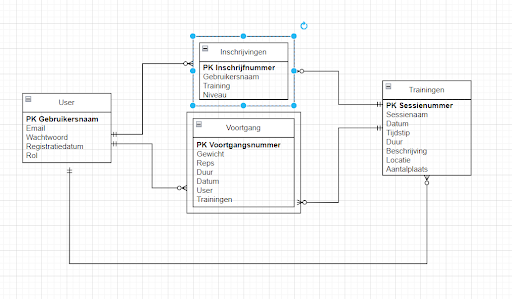 Inschrijvingen
PK Inschrijfnummer
Gebruikersnaam
Training
Niveau
User
PK Gebruikersnaam
Email
Wachtwoord
Registratiedatum
Rol
Voortgang
PK Voortgangsnummer
Gewicht
Reps
Duur
Datum
User
Trainingen
Trainingen
PK Sessienummer
Sessienaam
Datum
Tijdstip
Duur
Beschrijving
Locatie
Aantalplaats